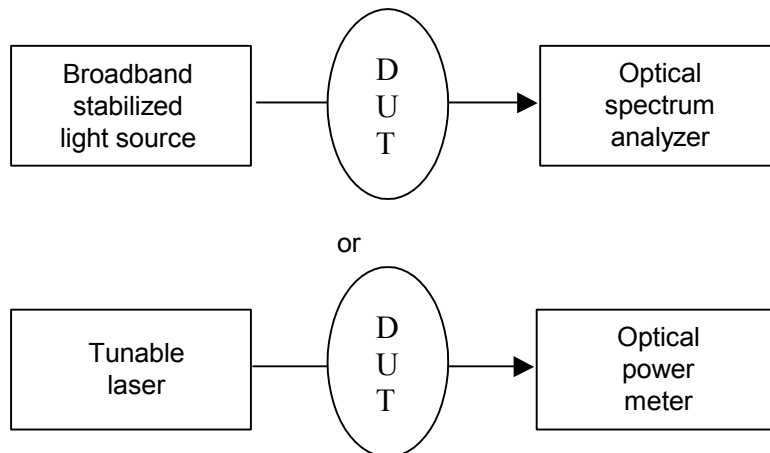 Broadband
stabilized
light source
D
U
T
Optical
spectrum
analyzer
or
Tunable
laser
D
U
T
Optical
power
meter